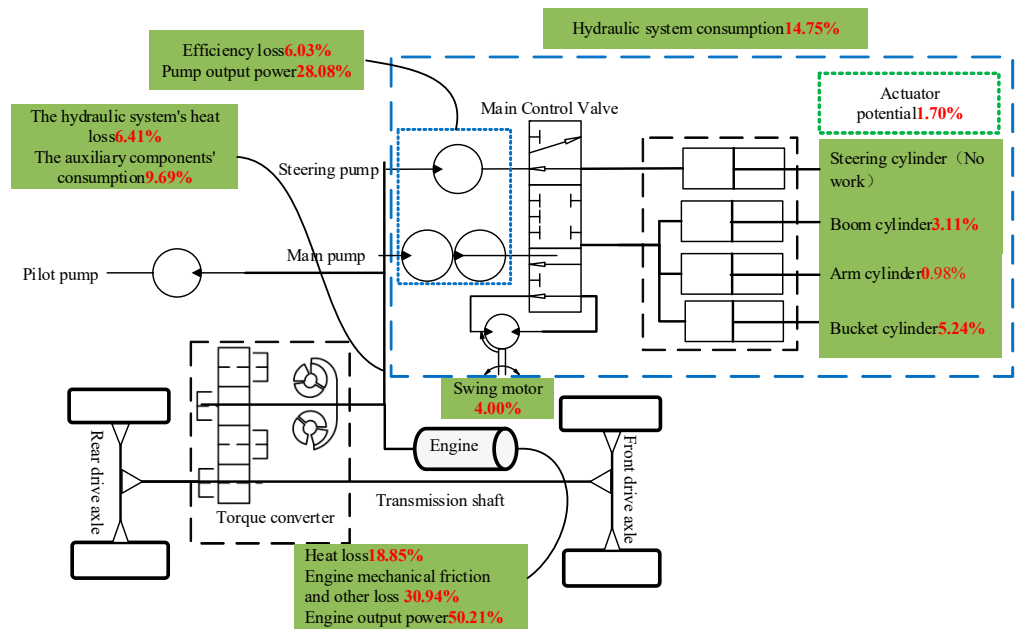 Hydraulic system consumption14.75%
Efficiency loss6.03%
Pump output power28.08%
Actuator
potential1.70%
Main Control Valve
The hydraulic system's heat
loss6.41%
The auxiliary components'
consumption9.69%
Steering pump
Steering cylinder（No
work）
Boom cylinder3.11%
Main pump
Pilot pump
Arm cylinder0.98%
Bucket cylinder5.24%
Swing motor
4.00%
Rear drive axle
Engine
Front drive axle
Transmission shaft
Torque converter
Heat loss18.85%
Engine mechanical friction
and other loss 30.94%
Engine output power50.21%